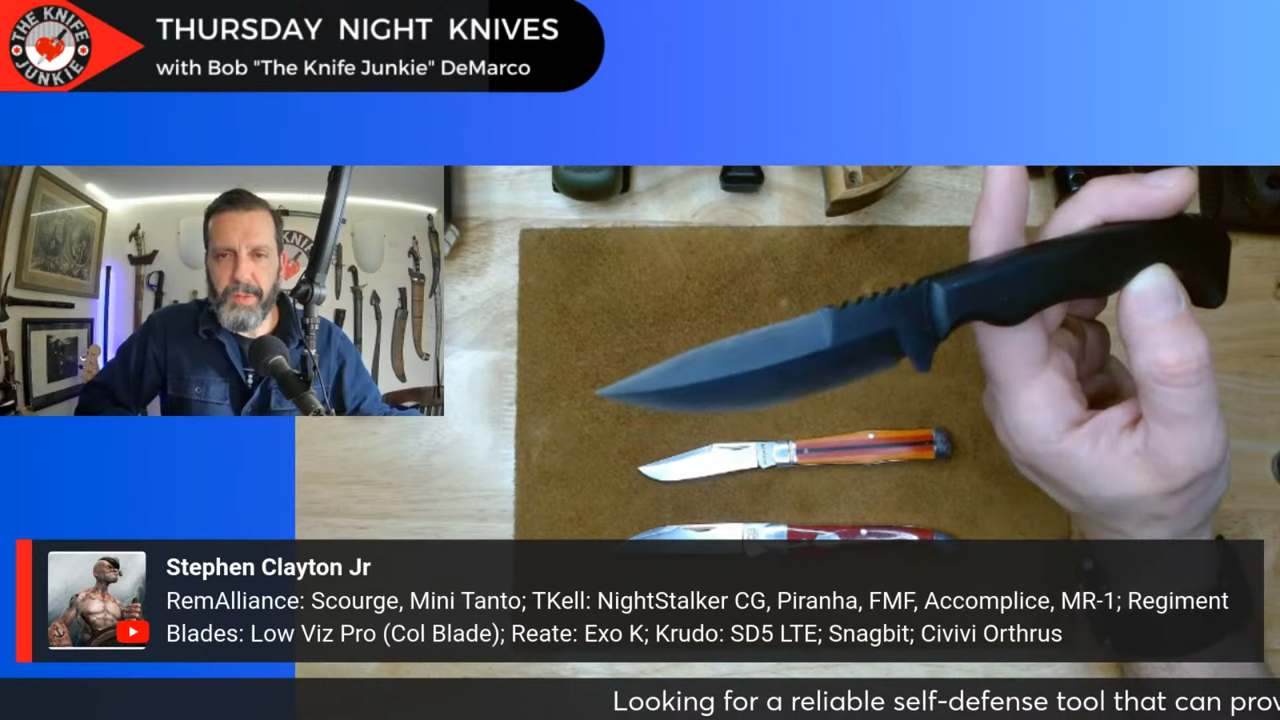 THE KNIFE
JUNKIE
THURSDAY NIGHT KNIVES
with Bob "The Knife Junkie" DeMarco
KNIF
Stephen Clayton Jr
RemAlliance: Scourge, Mini Tanto; TKell: NightStalker CG, Piranha, FMF, Accomplice, MR-1; Regiment
Blades: Low Viz Pro (Col Blade); Reate: Exo K; Krudo: SD5 LTE; Snagbit; Civivi Orthrus
Looking for a reliable self-defense tool that can prov